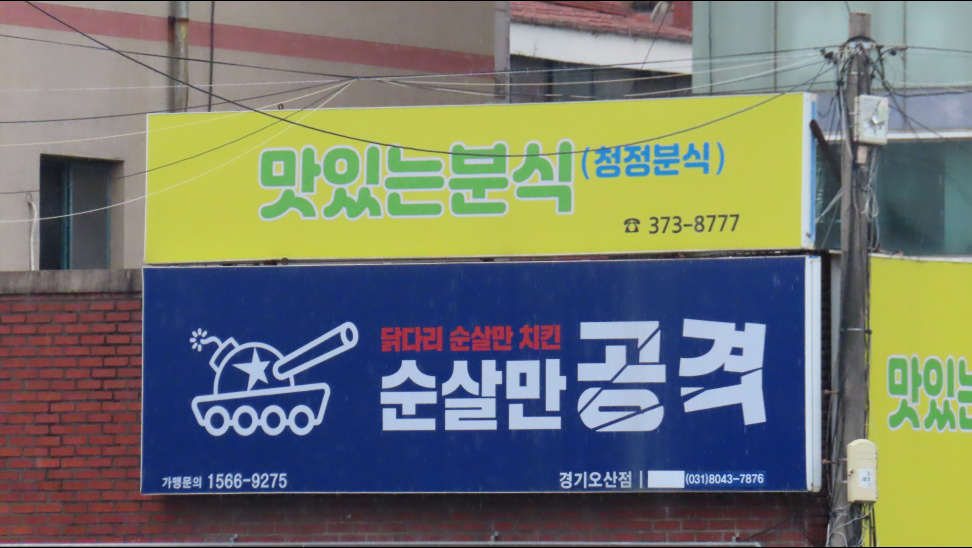 맛있는분식(청정분식)
☎ 373-8777
닭다리 순살만 치킨
순살만공격
가맹문의 1566-9275
경기오산점 | (031)8043-7876
맛있는